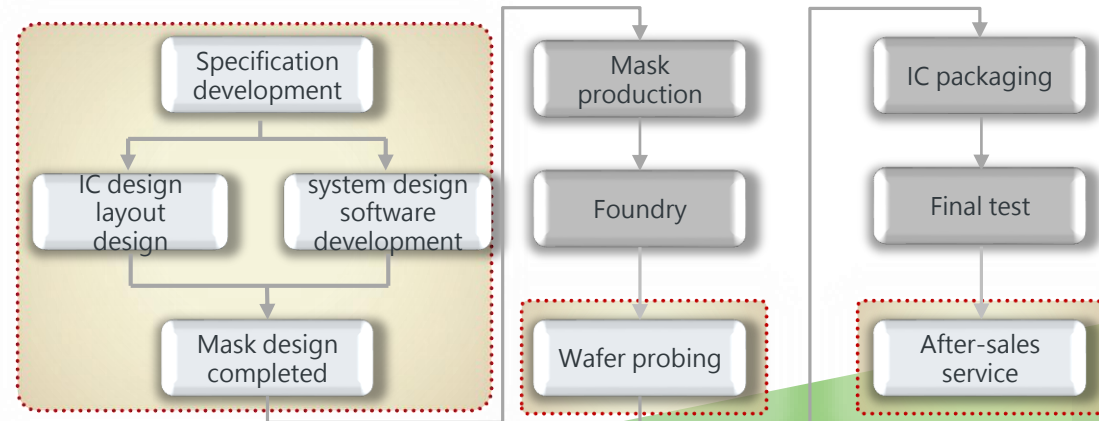 Specification
development
IC design
layout
design
system design
software
development
Mask design
completed
Mask
production
Foundry
Wafer probing
IC packaging
Final test
After-sales
service